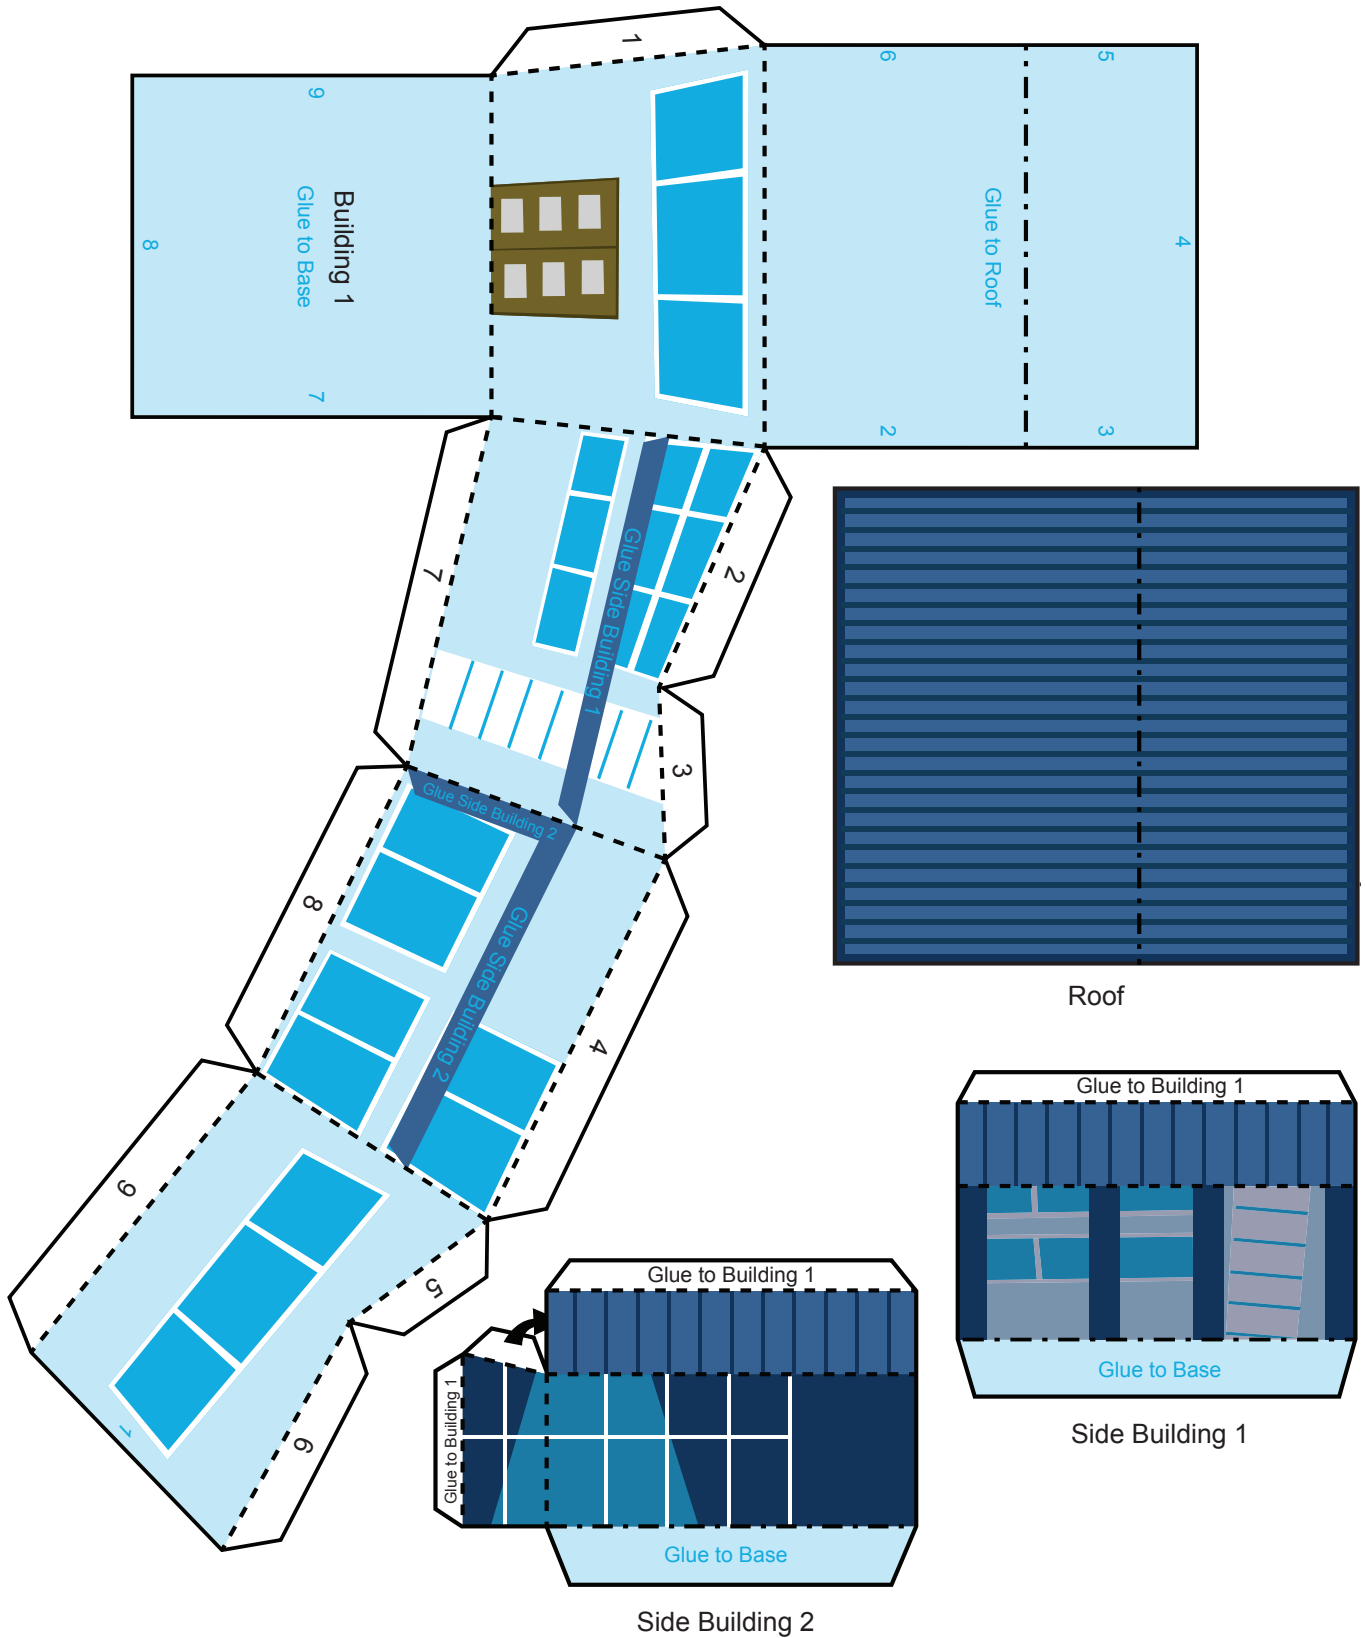 1
6
5
9
Building 1
Glue to Base
8
Glue to Roof
4
7
2
3
7
Glue Side Building 1
2
3
Glue Side Building 2
8
Glue Side Building 2
4
Roof
9
5
1
6
Glue to Building 1
Glue to Base
Side Building 1
Glue to Building 1
Glue to Building 1
Glue to Base
Side Building 2